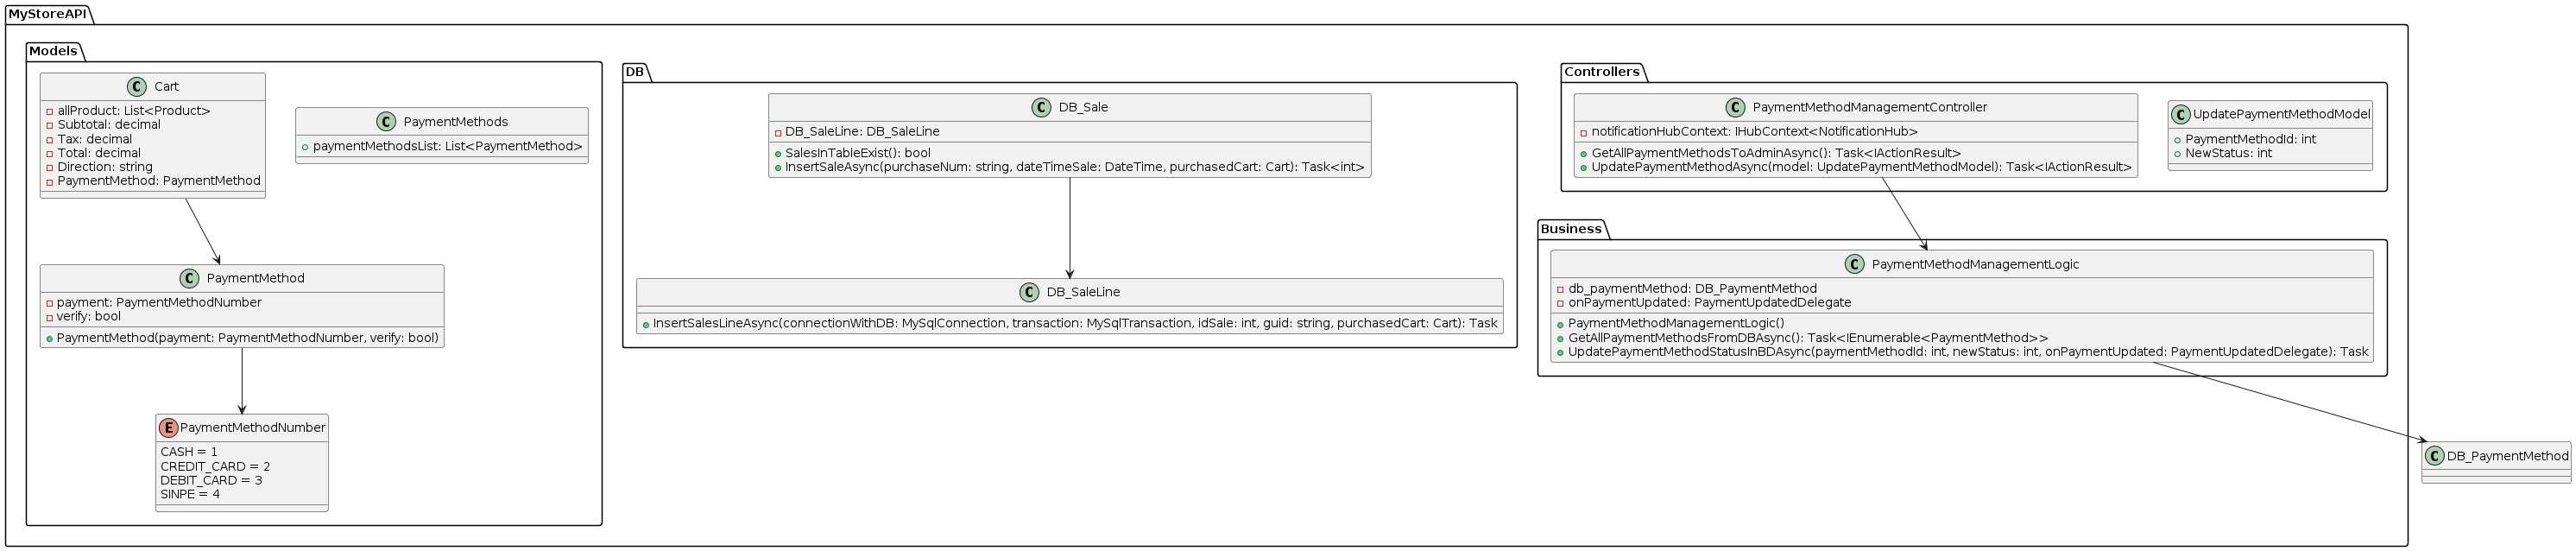 MyStoreAPI
Models
C Cart
allProduct: List<Product>
Subtotal: decimal
Tax: decimal
Total: decimal
Direction: string
PaymentMethod: PaymentMethod
C PaymentMethods
paymentMethodsList: List<PaymentMethod>
C PaymentMethod
payment: PaymentMethodNumber
verify: bool
PaymentMethod(payment: PaymentMethodNumber, verify: bool)
E PaymentMethodNumber
CASH = 1
CREDIT_CARD = 2
DEBIT_CARD = 3
SINPE = 4
DB
C DB_Sale
DB_SaleLine: DB_SaleLine
SalesInTableExist(): bool
InsertSaleAsync(purchaseNum: string, dateTimeSale: DateTime, purchasedCart: Cart): Task<int>
C DB_SaleLine
InsertSalesLineAsync(connectionWithDB: MySqlConnection, transaction: MySqlTransaction, idSale: int, guid: string, purchasedCart: Cart): Task
Controllers
C PaymentMethodManagementController
notificationHubContext: IHubContext<NotificationHub>
GetAllPaymentMethodsToAdminAsync(): Task<IActionResult>
UpdatePaymentMethodAsync(model: UpdatePaymentMethodModel): Task<IActionResult>
C UpdatePaymentMethodModel
PaymentMethodId: int
NewStatus: int
Business
C PaymentMethodManagementLogic
db_paymentMethod: DB_PaymentMethod
onPaymentUpdated: PaymentUpdatedDelegate
PaymentMethodManagementLogic()
GetAllPaymentMethodsFromDBAsync(): Task<IEnumerable<PaymentMethod>>
UpdatePaymentMethodStatusInBDAsync(paymentMethodId: int, newStatus: int, onPaymentUpdated: PaymentUpdatedDelegate): Task
C DB_PaymentMethod